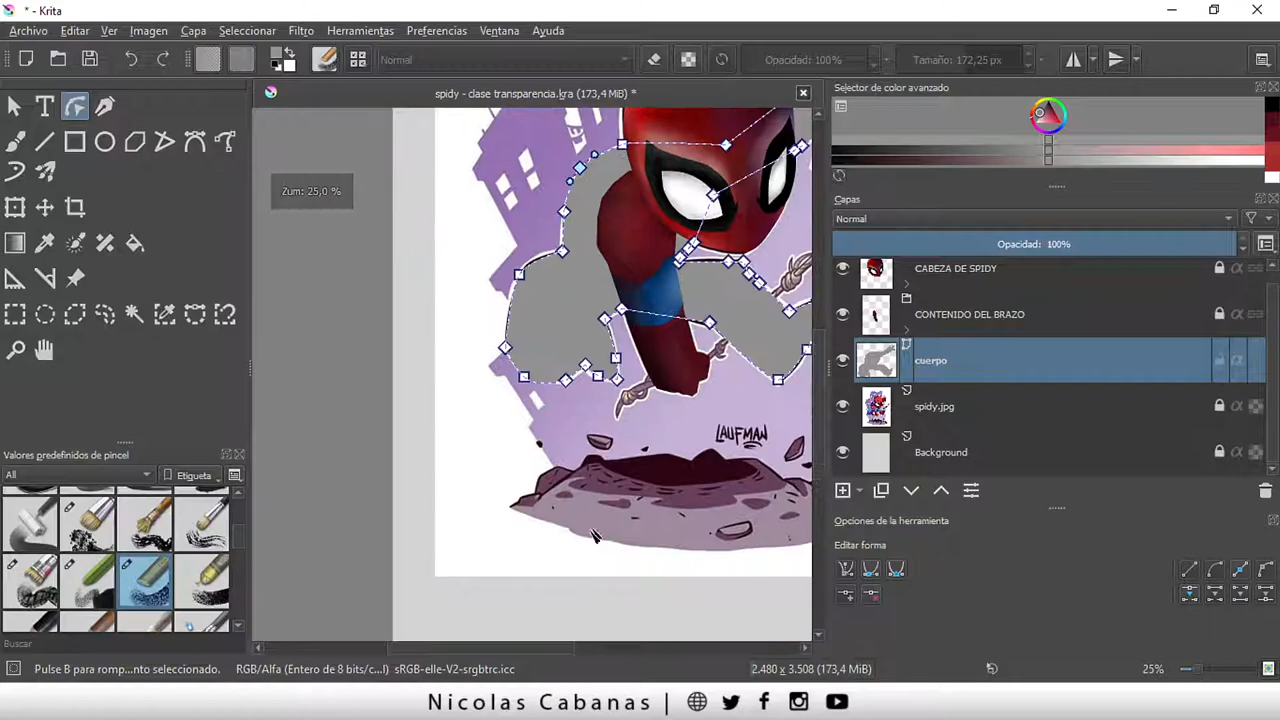 * - Krita
Archivo Editar Ver Imagen Capa Seleccionar Filtro Herramientas Preferencias Ventana Ayuda
Normal Opacidad: 100% Tamaño: 172,25 px
spidy - clase transparencia.kra (173,4 MiB) *
Selector de color avanzado
Zum: 25,0 %
Capas
Normal
Opacidad: 100%
CABEZA DE SPIDY
CONTENIDO DEL BRAZO
cuerpo
spidy.jpg
Background
LAUFMAN
Valores predefinidos de pincel
All Etiqueta
Opciones de la herramienta
Editar forma
Buscar
Pulse B para romp...nto seleccionado. RGB/Alfa (Entero de 8 bits/c...l) sRGB-elle-V2-srgbtrc.icc 2.480 x 3.508 (173,4 MiB) 25%
Nicolas Cabanas |